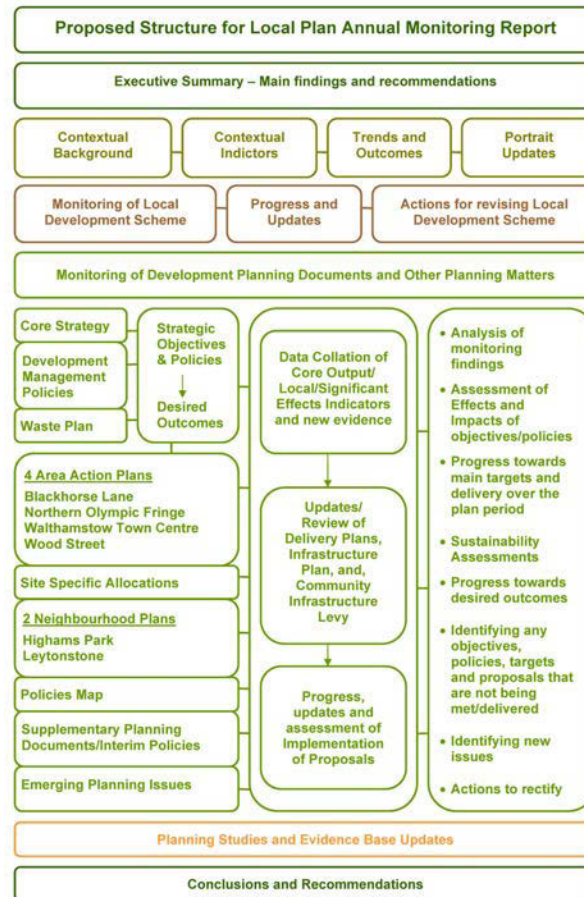 Proposed Structure for Local Plan Annual Monitoring Report
Executive Summary – Main findings and recommendations
Contextual
Background
Contextual
Indictors
Trends and
Outcomes
Portrait
Updates
Monitoring of Local
Development Scheme
Progress and
Updates
Actions for revising Local
Development Scheme
Monitoring of Development Planning Documents and Other Planning Matters
Core Strategy
Development
Management
Policies
Waste Plan
Strategic
Objectives
& Policies
Desired
Outcomes
4 Area Action Plans
Blackhorse Lane
Northern Olympic Fringe
Walthamstow Town Centre
Wood Street
Site Specific Allocations
2 Neighbourhood Plans
Highams Park
Leytonstone
Policies Map
Supplementary Planning
Documents/Interim Policies
Emerging Planning Issues
Data Collation of
Core Output/
Local/Significant
Effects Indicators
and new evidence
Updates/
Review of
Delivery Plans,
Infrastructure
Plan, and,
Community
Infrastructure
Levy
Progress,
updates and
assessment of
Implementation
of Proposals
• Analysis of
monitoring
findings
• Assessment of
Effects and
Impacts of
objectives/policies
• Progress towards
main targets and
delivery over the
plan period
• Sustainability
Assessments
• Progress towards
desired outcomes
• Identifying any
objectives,
policies, targets
and proposals that
are not being
met/delivered
• Identifying new
issues
• Actions to rectify
Planning Studies and Evidence Base Updates
Conclusions and Recommendations